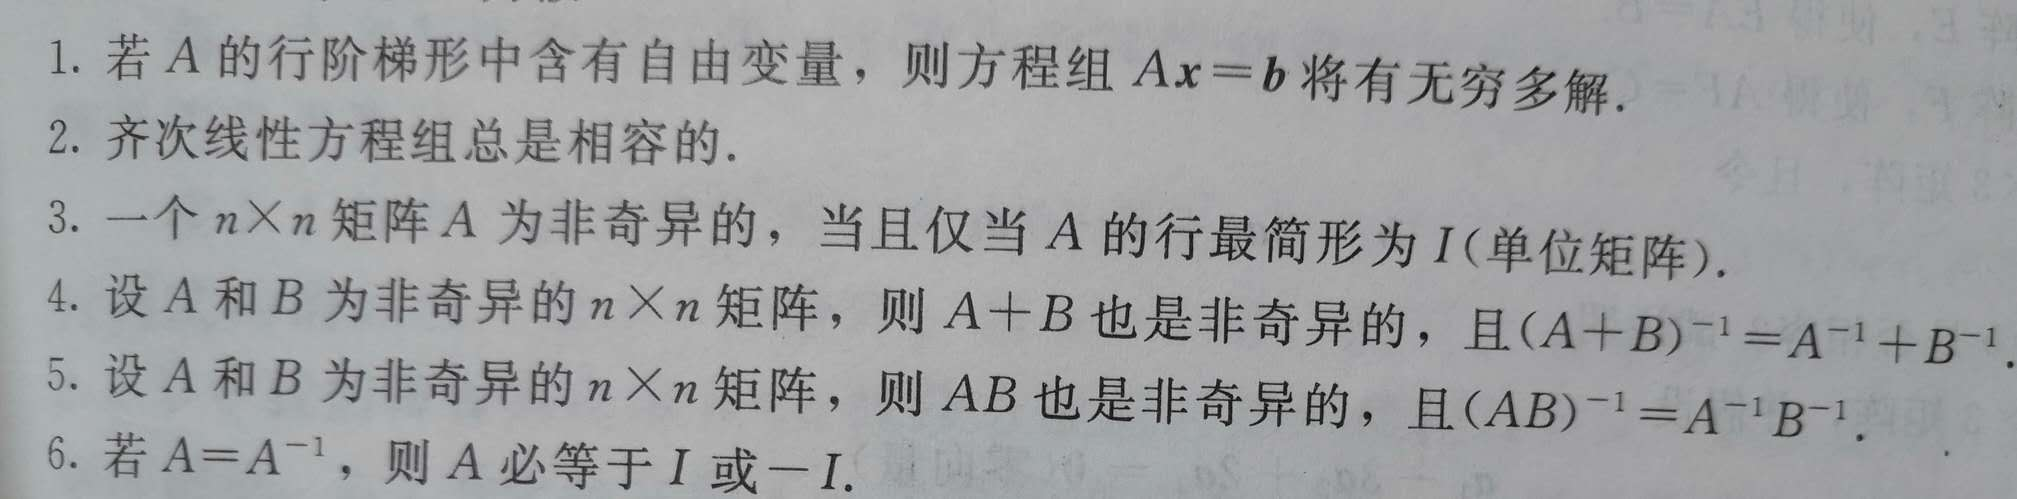 1. 若 A 的行阶梯形中含有自由变量，则方程组 Ax=b 将有无穷多解.
2. 齐次线性方程组总是相容的.
3. 一个 n×n 矩阵 A 为非奇异的，当且仅当 A 的行最简形为 I(单位矩阵).
4. 设 A 和 B 为非奇异的 n×n 矩阵，则 A+B 也是非奇异的，且(A+B)⁻¹=A⁻¹+B⁻¹.
5. 设 A 和 B 为非奇异的 n×n 矩阵，则 AB 也是非奇异的，且(AB)⁻¹=A⁻¹B⁻¹.
6. 若 A=A⁻¹，则 A 必等于 I 或－I.